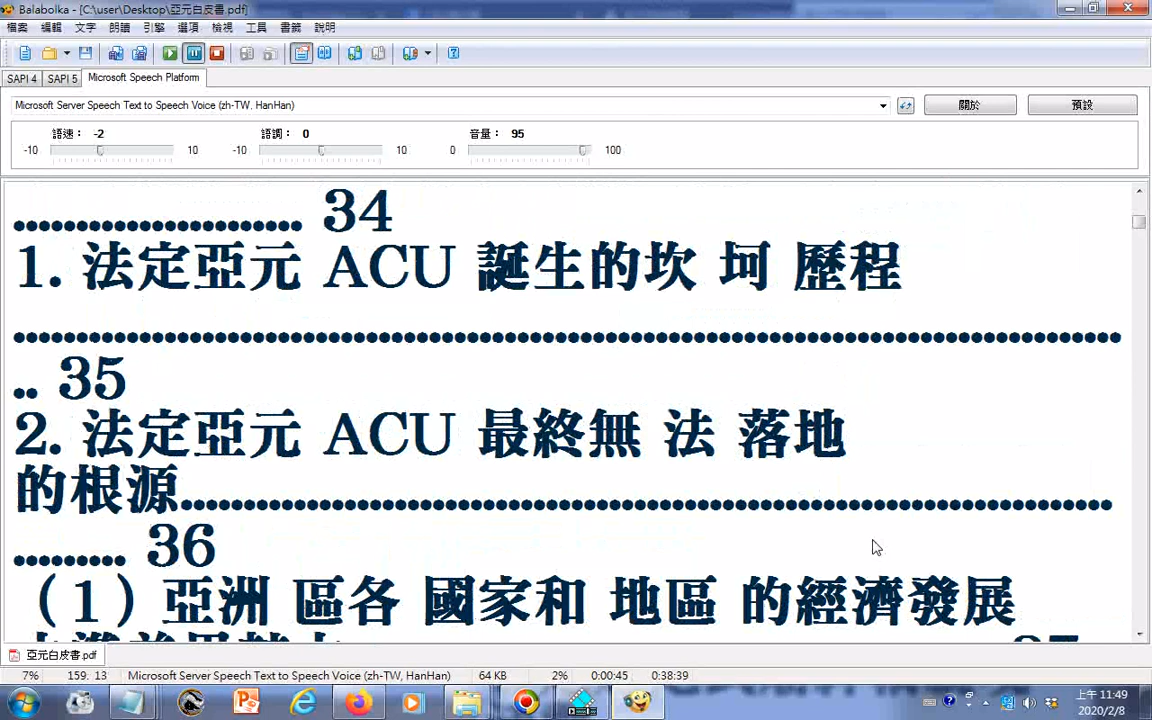 Balabolka - [C:\user\Desktop\亞元白皮書.pdf]
檔案 編輯 文字 朗讀 引擎 選項 檢視 工具 書籤 說明
SAPI 4 SAPI 5 Microsoft Speech Platform
Microsoft Server Speech Text to Speech Voice (zh-TW, HanHan) 關於 預設
語速： -2 語調： 0 音量： 95
-10 10 -10 10 0 100
....................... 34
1. 法定亞元 ACU 誕生的坎 坷 歷程
........................................................................................
.. 35
2. 法定亞元 ACU 最終無 法 落地
的根源..........................................................................
......... 36
（1）亞洲 區各 國家和 地區 的經濟發展
亞元白皮書.pdf
7% 159. 13 Microsoft Server Speech Text to Speech Voice (zh-TW, HanHan) 64 KB 2% 0:00:45 0:38:39
上午 11:49
2020/2/8